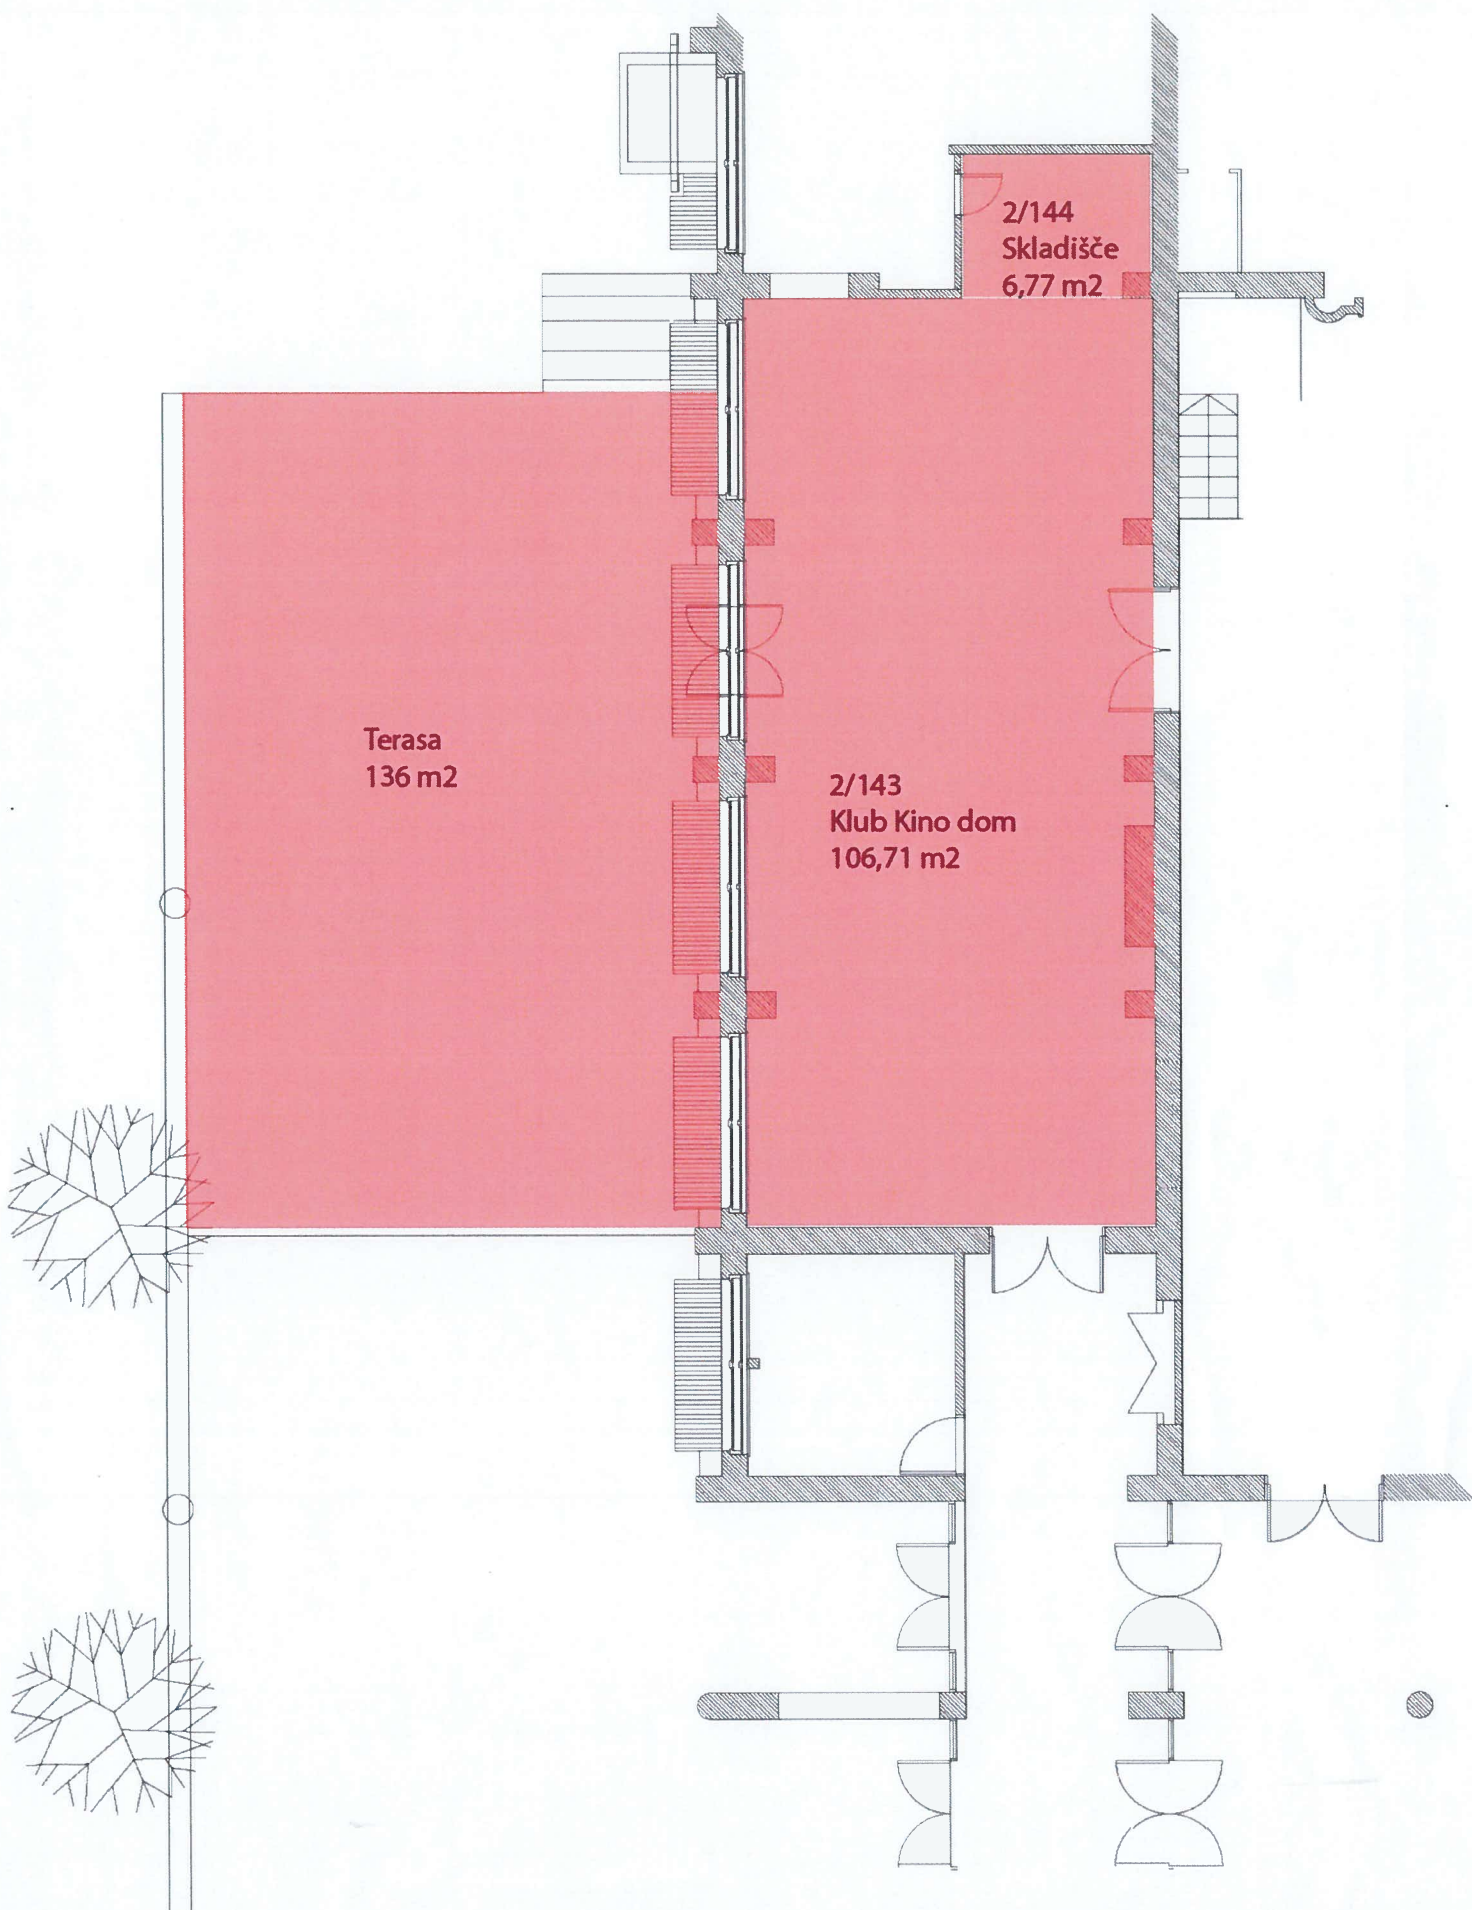 2/144
Skladišče
6,77 m2
Terasa
136 m2
2/143
Klub Kino dom
106,71 m2